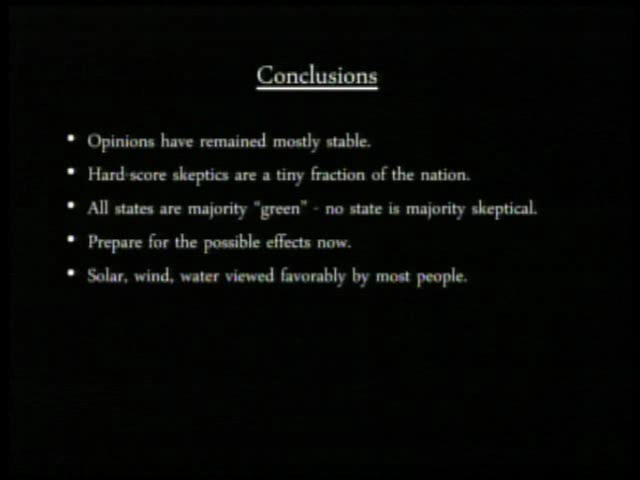 Conclusions
• Opinions have remained mostly stable.
• Hard-score skeptics are a tiny fraction of the nation.
• All states are majority “green” - no state is majority skeptical.
• Prepare for the possible effects now.
• Solar, wind, water viewed favorably by most people.